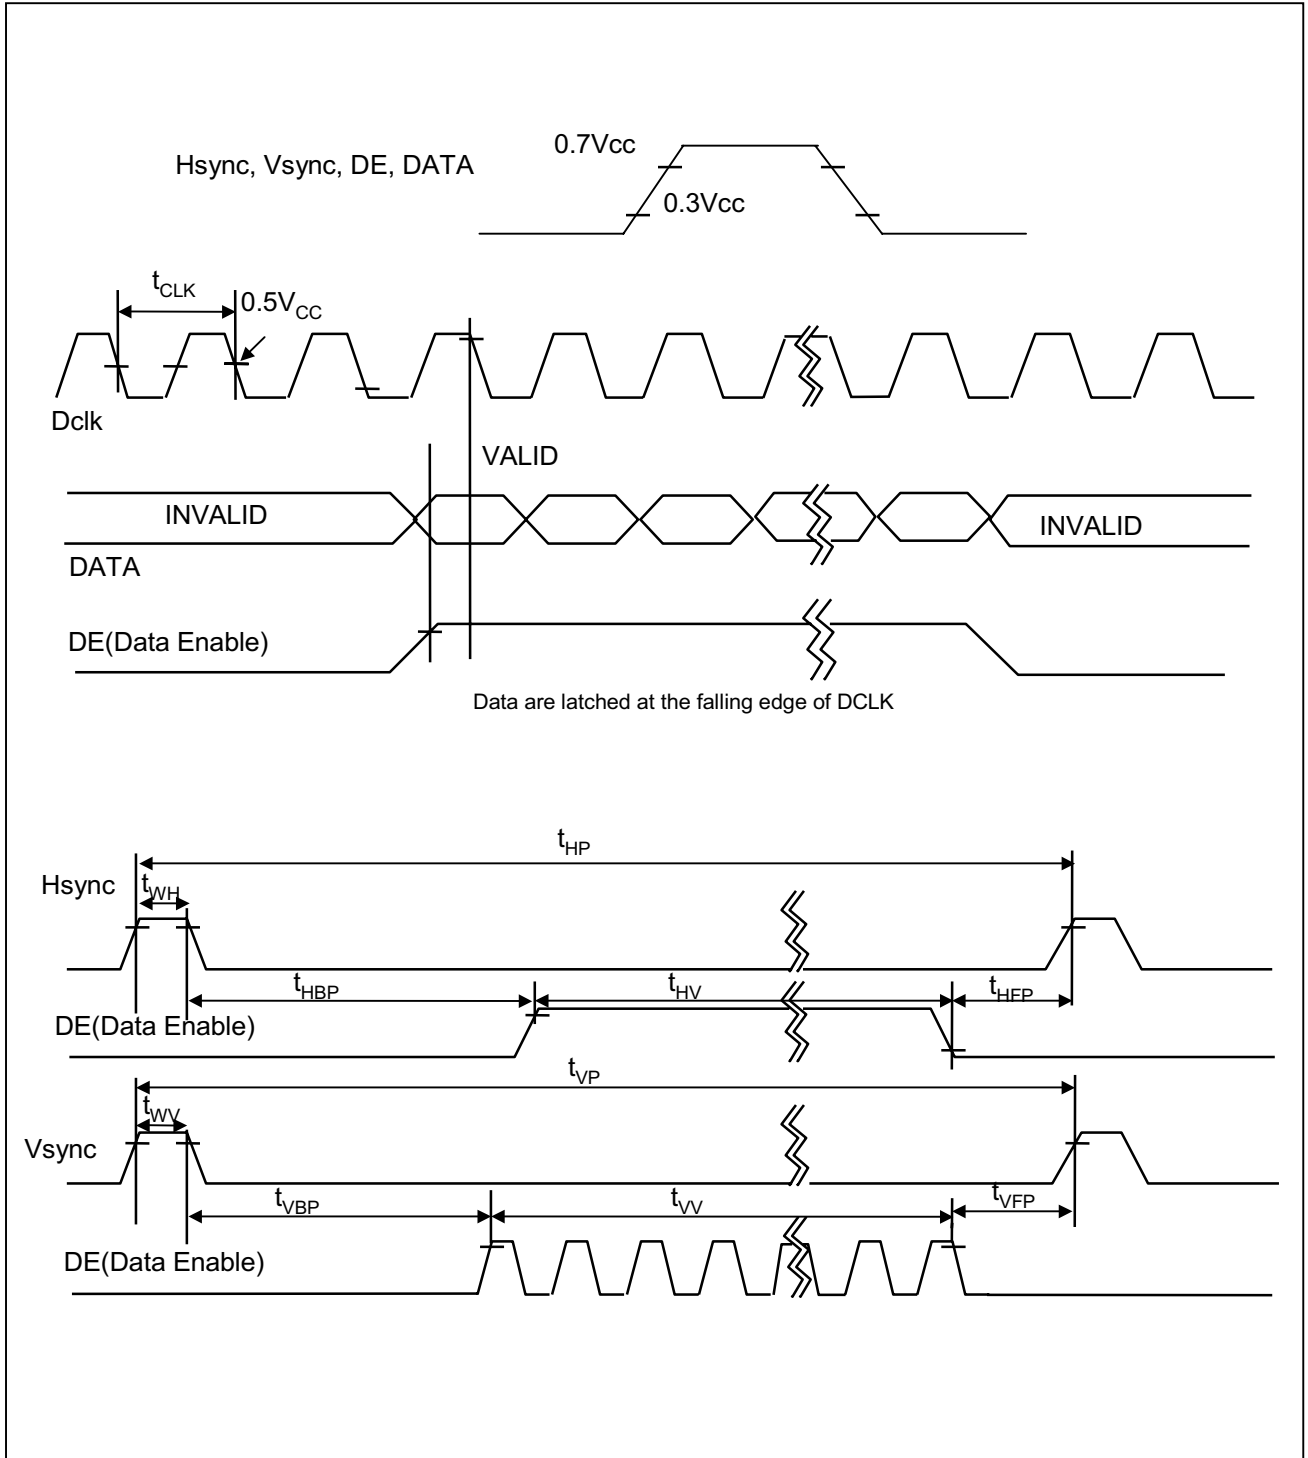 0.7Vcc
Hsync, Vsync, DE, DATA
0.3Vcc
tCLK
0.5VCC
Dclk
VALID
INVALID
INVALID
DATA
DE(Data Enable)
Data are latched at the falling edge of DCLK
tHP
Hsync
tWH
tHBP
tHV
tHFP
DE(Data Enable)
tVP
tWV
Vsync
tVBP
tVV
tVFP
DE(Data Enable)